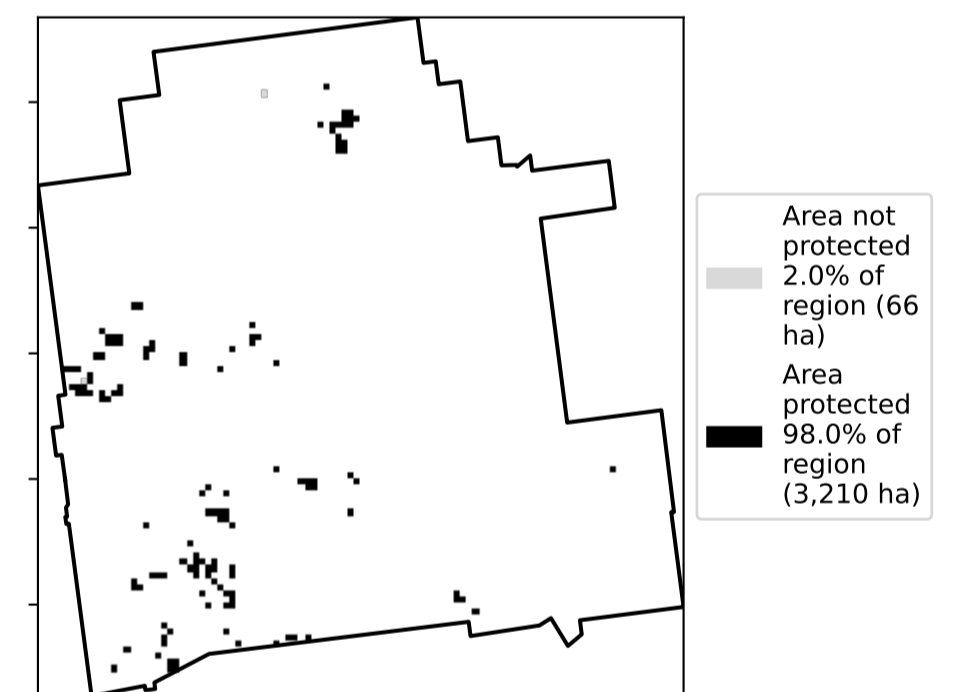 Area not
protected
2.0% of
region (66
ha)
Area
protected
98.0% of
region
(3,210 ha)